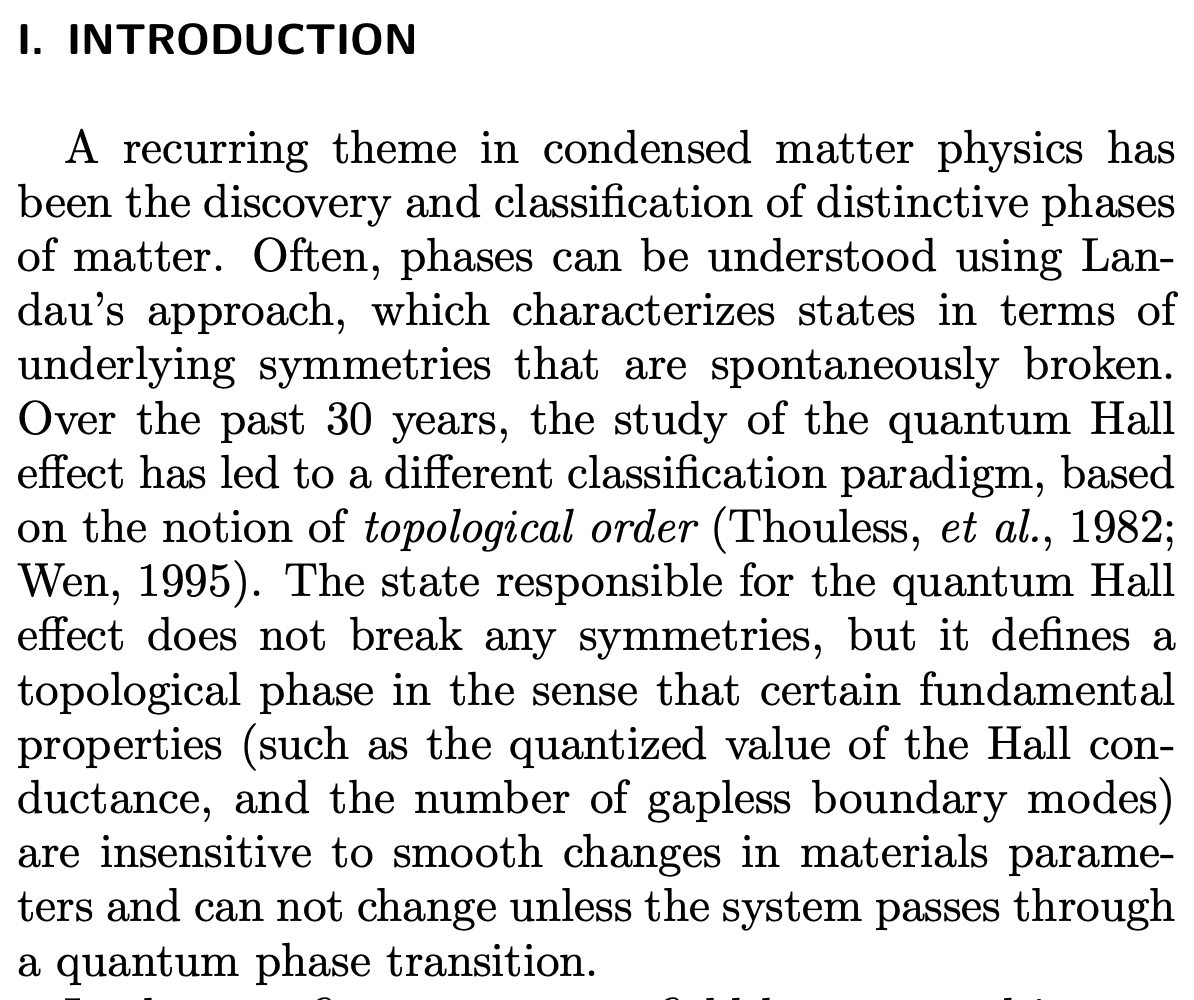 I. INTRODUCTION
A recurring theme in condensed matter physics has
been the discovery and classification of distinctive phases
of matter. Often, phases can be understood using Lan-
dau's approach, which characterizes states in terms of
underlying symmetries that are spontaneously broken.
Over the past 30 years, the study of the quantum Hall
effect has led to a different classification paradigm, based
on the notion of topological order (Thouless, et al., 1982;
Wen, 1995). The state responsible for the quantum Hall
effect does not break any symmetries, but it defines a
topological phase in the sense that certain fundamental
properties (such as the quantized value of the Hall con-
ductance, and the number of gapless boundary modes)
are insensitive to smooth changes in materials parame-
ters and can not change unless the system passes through
a quantum phase transition.